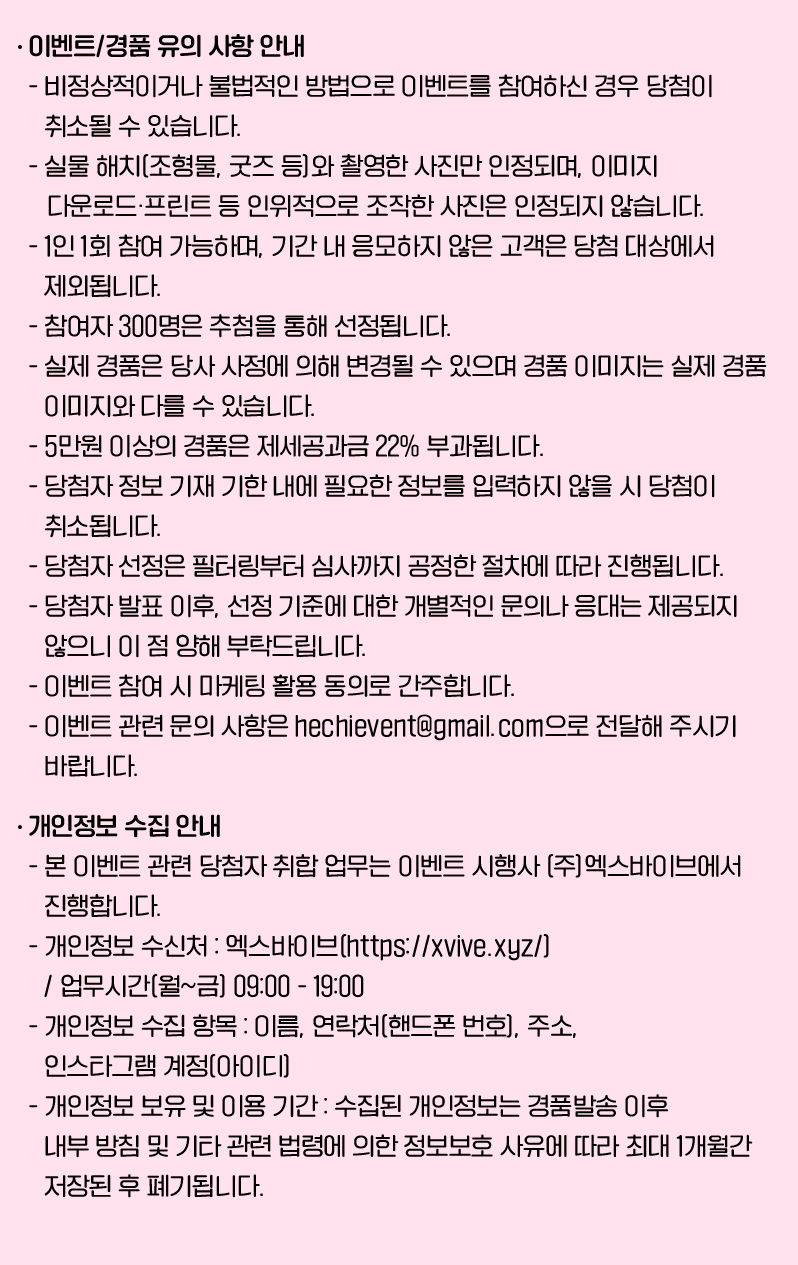 · 이벤트/경품 유의 사항 안내
- 비정상적이거나 불법적인 방법으로 이벤트를 참여하신 경우 당첨이
취소될 수 있습니다.
- 실물 해치(조형물, 굿즈 등)와 촬영한 사진만 인정되며, 이미지
다운로드·프린트 등 인위적으로 조작한 사진은 인정되지 않습니다.
- 1인 1회 참여 가능하며, 기간 내 응모하지 않은 고객은 당첨 대상에서
제외됩니다.
- 참여자 300명은 추첨을 통해 선정됩니다.
- 실제 경품은 당사 사정에 의해 변경될 수 있으며 경품 이미지는 실제 경품
이미지와 다를 수 있습니다.
- 5만원 이상의 경품은 제세공과금 22% 부과됩니다.
- 당첨자 정보 기재 기한 내에 필요한 정보를 입력하지 않을 시 당첨이
취소됩니다.
- 당첨자 선정은 필터링부터 심사까지 공정한 절차에 따라 진행됩니다.
- 당첨자 발표 이후, 선정 기준에 대한 개별적인 문의나 응대는 제공되지
않으니 이 점 양해 부탁드립니다.
- 이벤트 참여 시 마케팅 활용 동의로 간주합니다.
- 이벤트 관련 문의 사항은 hechievent@gmail.com으로 전달해 주시기
바랍니다.
· 개인정보 수집 안내
- 본 이벤트 관련 당첨자 취합 업무는 이벤트 시행사 (주)엑스바이브에서
진행합니다.
- 개인정보 수신처 : 엑스바이브(https://xvive.xyz/)
/ 업무시간(월~금) 09:00 - 19:00
- 개인정보 수집 항목 : 이름, 연락처(핸드폰 번호), 주소,
인스타그램 계정(아이디)
- 개인정보 보유 및 이용 기간 : 수집된 개인정보는 경품발송 이후
내부 방침 및 기타 관련 법령에 의한 정보보호 사유에 따라 최대 1개월간
저장된 후 폐기됩니다.